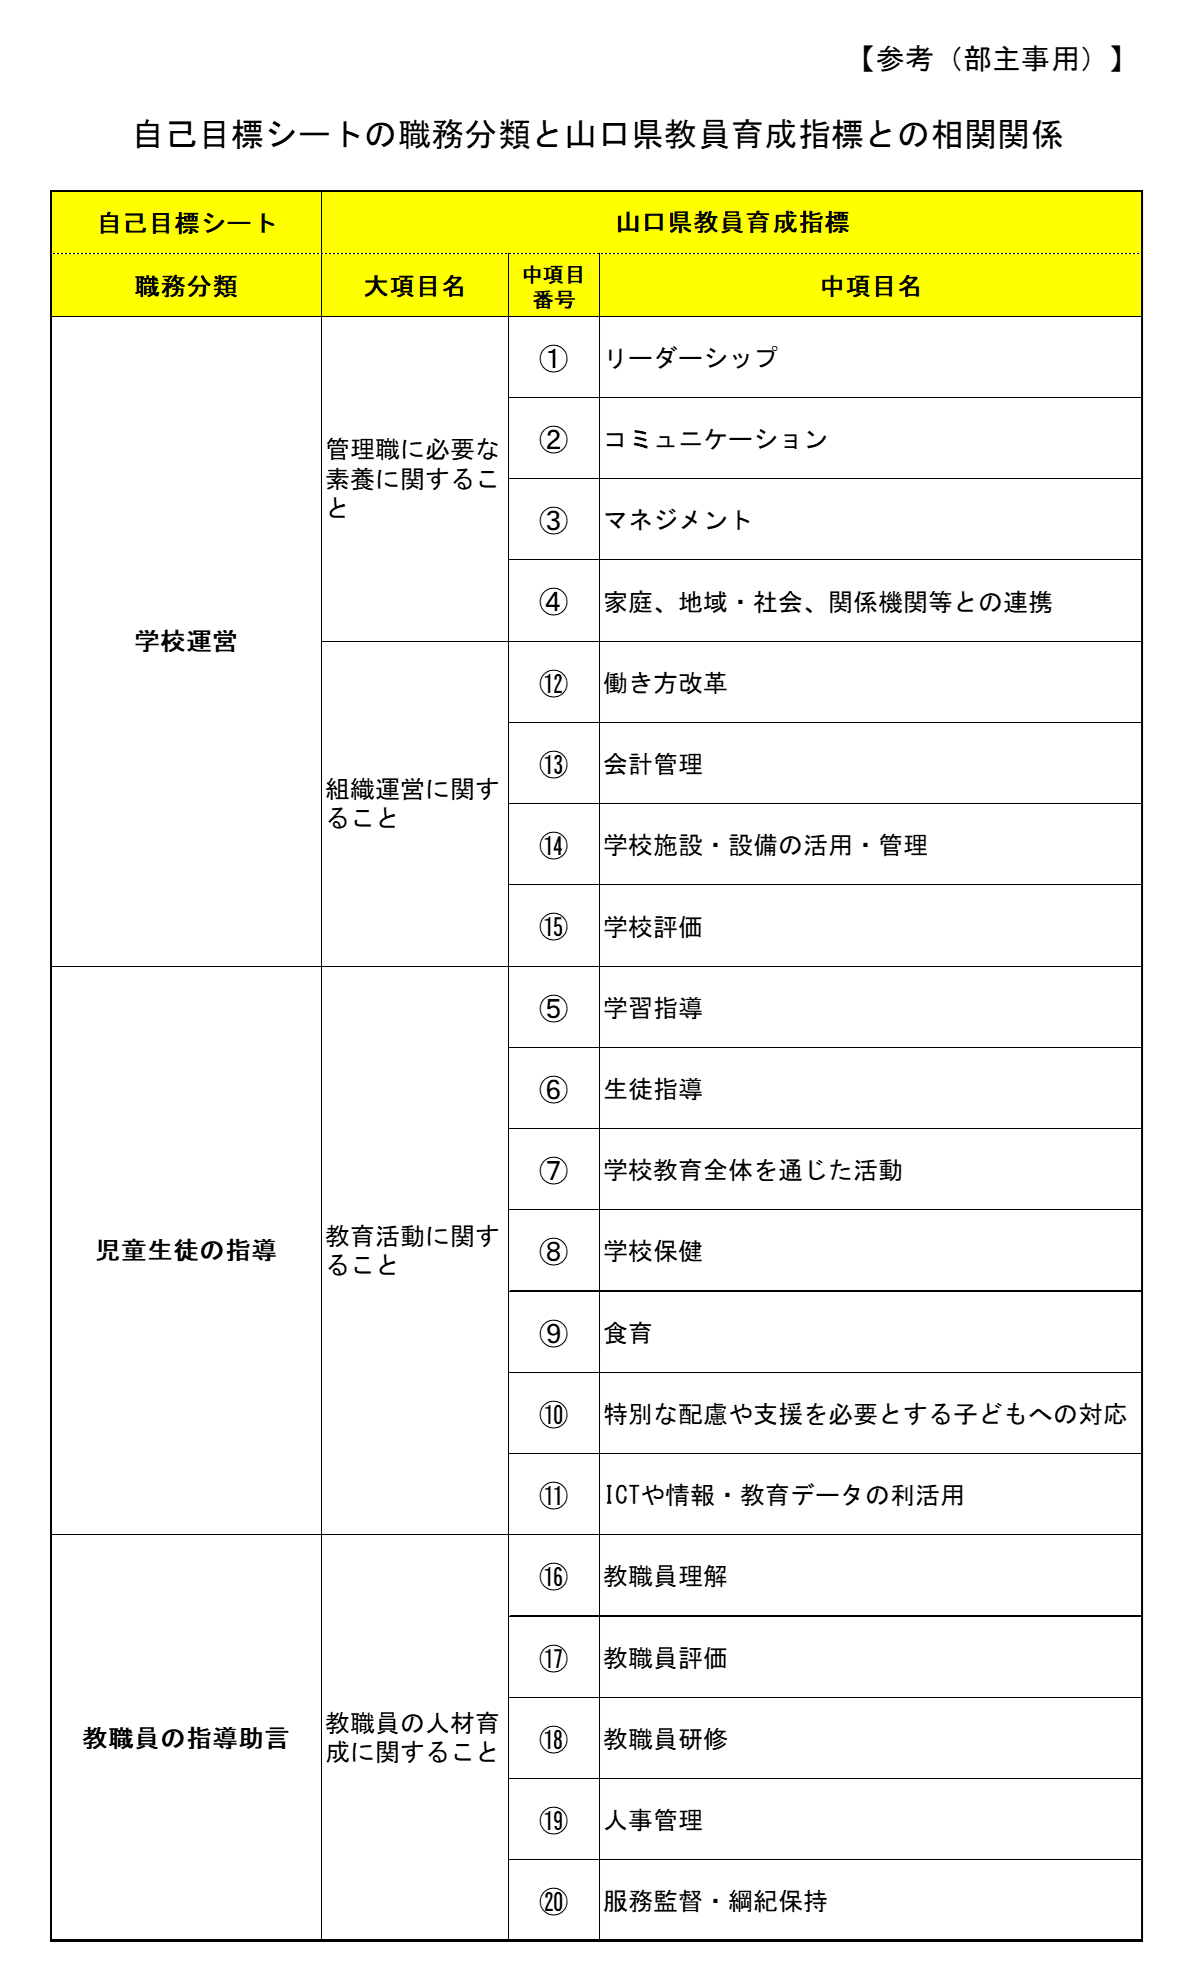 【参考（部主事用）】
自己目標シートの職務分類と山口県教員育成指標との相関関係
自己目標シート
山口県教員育成指標
職務分類
大項目名
中項目
番号
中項目名
学校運営
管理職に必要な
素養に関するこ
と
① リーダーシップ
② コミュニケーション
③ マネジメント
④ 家庭、地域・社会、関係機関等との連携
組織運営に関す
ること
⑫ 働き方改革
⑬ 会計管理
⑭ 学校施設・設備の活用・管理
⑮ 学校評価
児童生徒の指導
教育活動に関す
ること
⑤ 学習指導
⑥ 生徒指導
⑦ 学校教育全体を通じた活動
⑧ 学校保健
⑨ 食育
⑩ 特別な配慮や支援を必要とする子どもへの対応
⑪ ICTや情報・教育データの利活用
教職員の指導助言
教職員の人材育
成に関すること
⑯ 教職員理解
⑰ 教職員評価
⑱ 教職員研修
⑲ 人事管理
⑳ 服務監督・綱紀保持